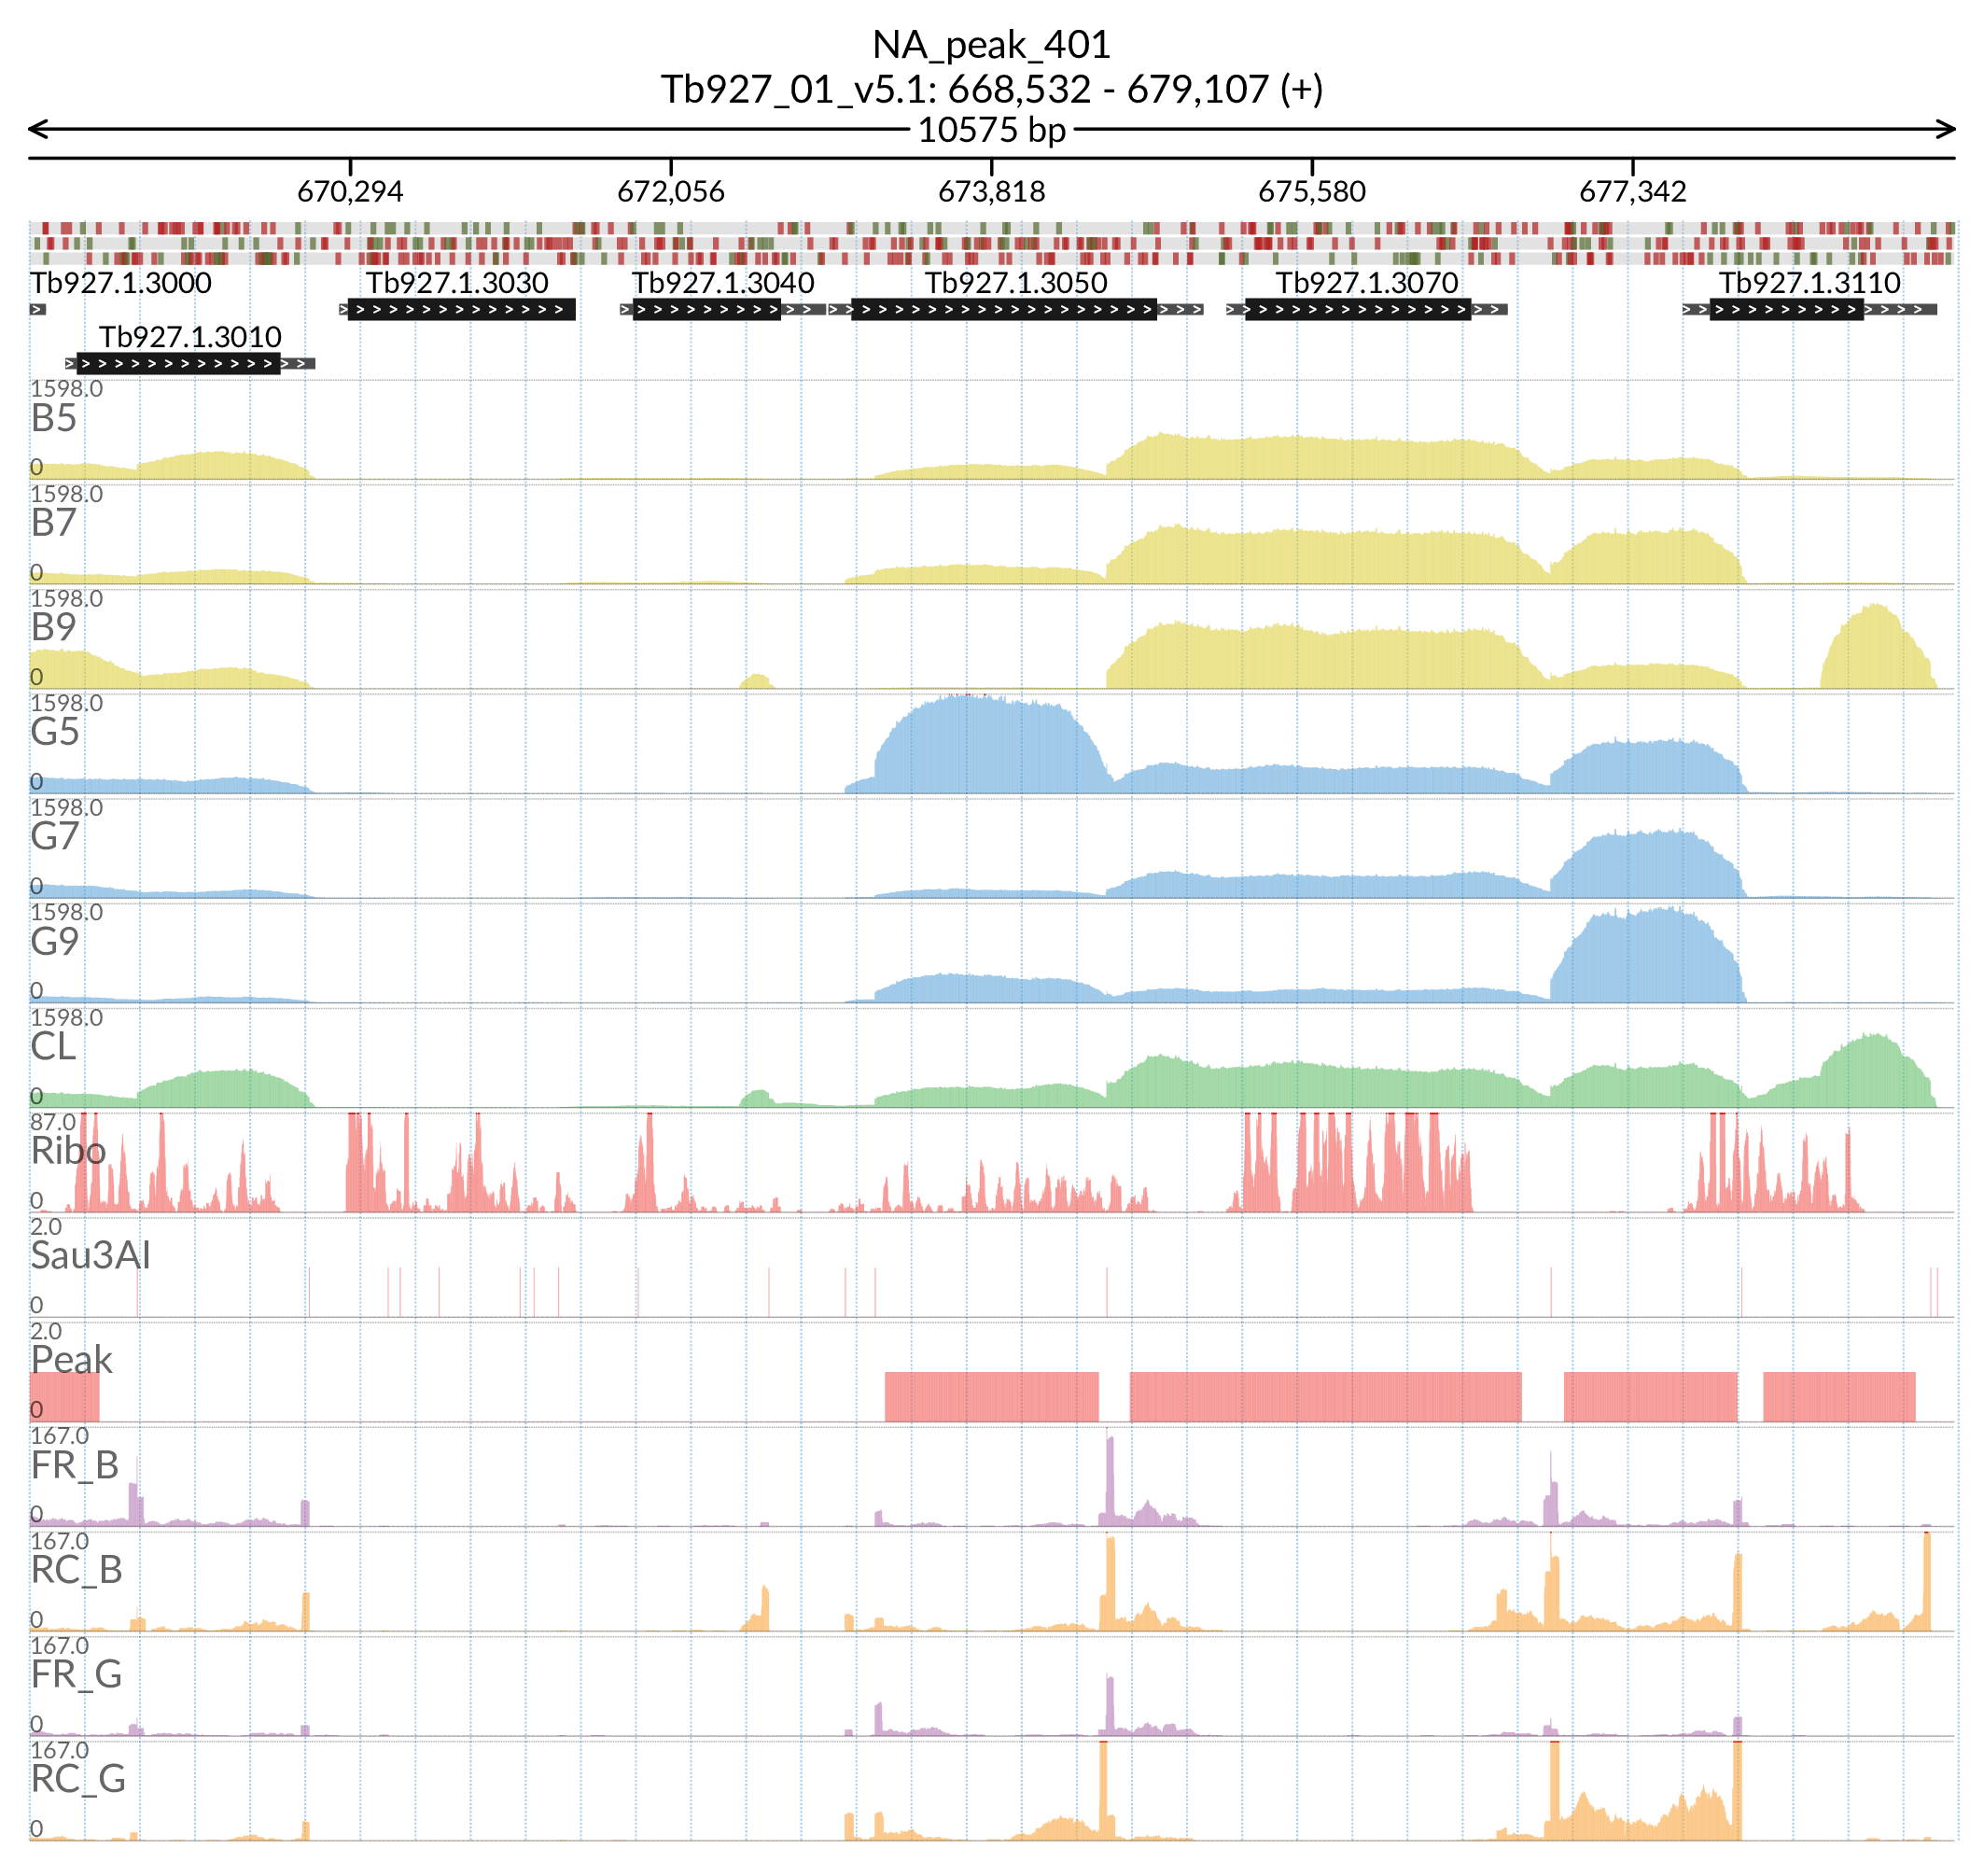 NA_peak_401
Tb927_01_v5.1: 668,532 - 679,107 (+)
10575 bp
670,294 672,056 673,818 675,580 677,342
Tb927.1.3000 Tb927.1.3030 Tb927.1.3040 Tb927.1.3050 Tb927.1.3070 Tb927.1.3110
Tb927.1.3010
1598.0
B5
0
1598.0
B7
0
1598.0
B9
0
1598.0
G5
0
1598.0
G7
0
1598.0
G9
0
1598.0
CL
0
87.0
Ribo
0
2.0
Sau3AI
0
2.0
Peak
0
167.0
FR_B
0
167.0
RC_B
0
167.0
FR_G
0
167.0
RC_G
0